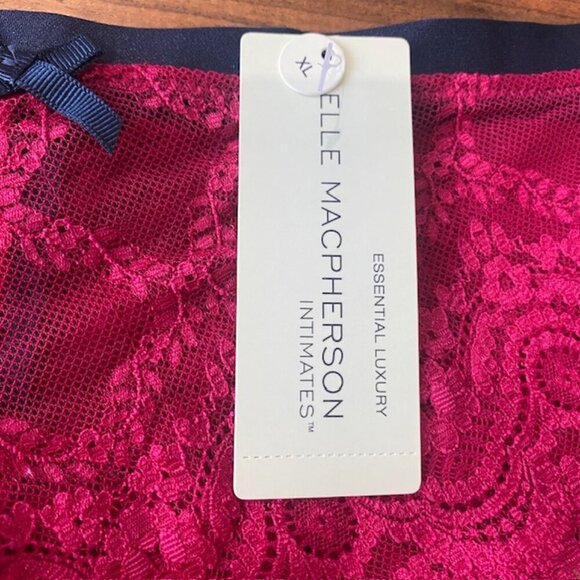 XL
ELLE MACPHERSON
INTIMATES™
ESSENTIAL LUXURY